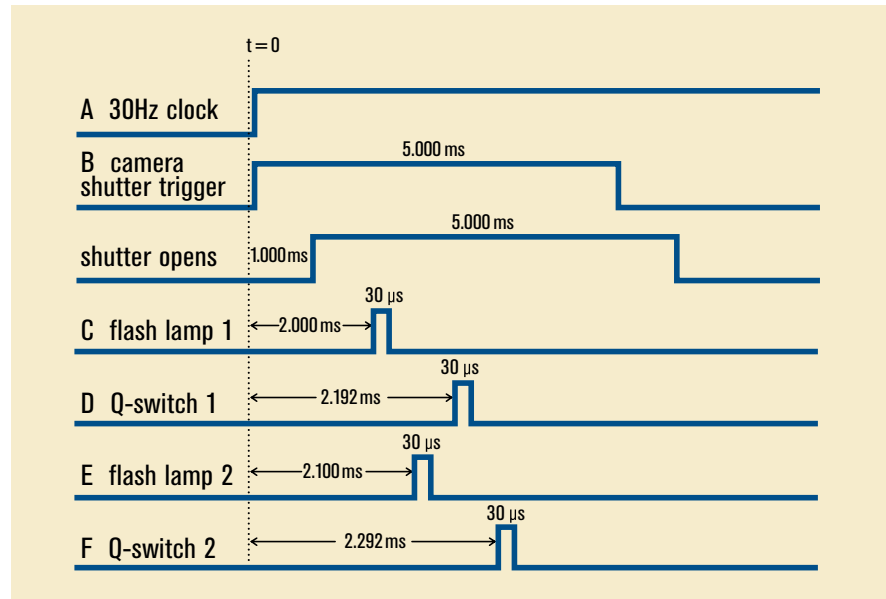 t=0
A 30Hz clock
5.000 ms
B camera
shutter trigger
5.000 ms
shutter opens
1.000 ms
30 µs
C flash lamp 1
2.000 ms
30 µs
D Q-switch 1
2.192 ms
30 µs
E flash lamp 2
2.100 ms
30 µs
F Q-switch 2
2.292 ms